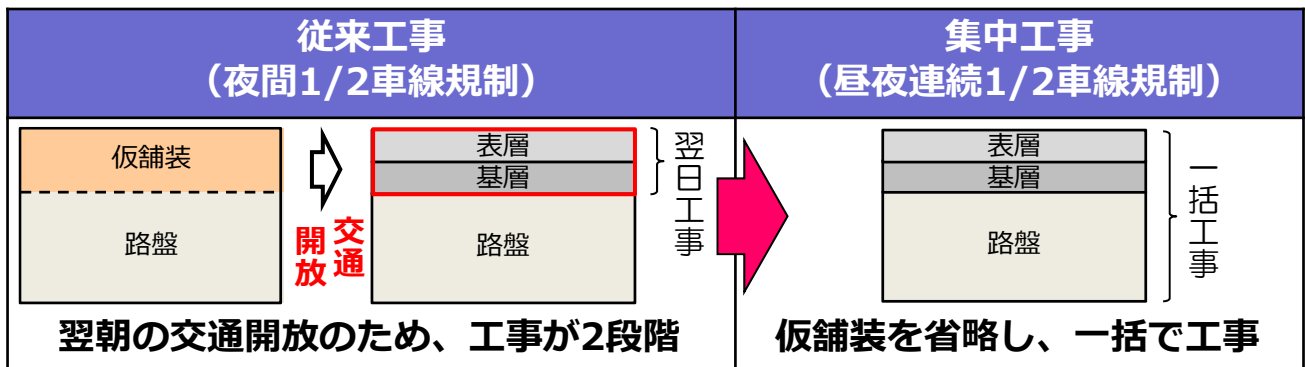 従来工事
（夜間1/2車線規制）
集中工事
（昼夜連続1/2車線規制）
仮舗装
路盤
交通
開放
表層
基層
路盤
翌日工事
翌朝の交通開放のため、工事が2段階
表層
基層
路盤
一括工事
仮舗装を省略し、一括で工事